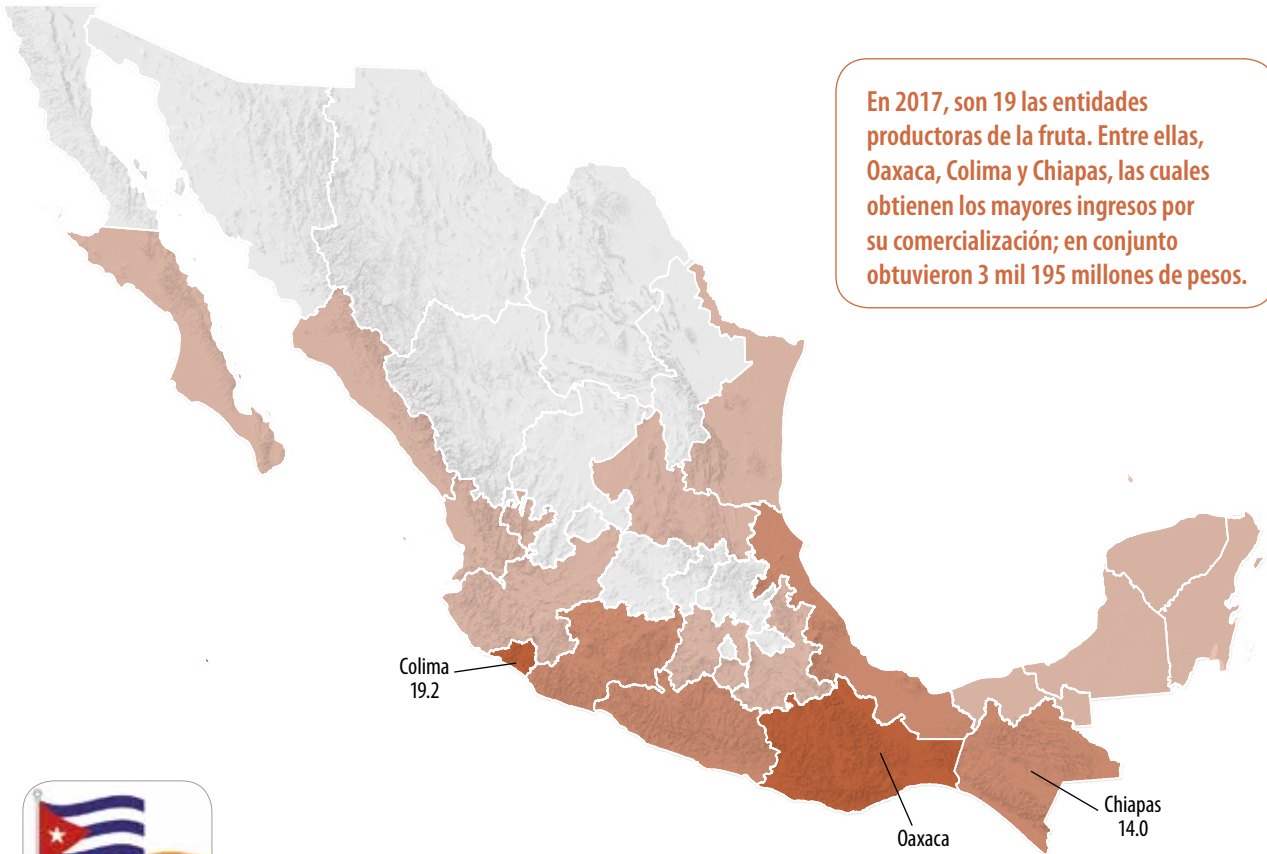 En 2017, son 19 las entidades
productoras de la fruta. Entre ellas,
Oaxaca, Colima y Chiapas, las cuales
obtienen los mayores ingresos por
su comercialización; en conjunto
obtuvieron 3 mil 195 millones de pesos.
Colima
19.2
Chiapas
14.0
Oaxaca